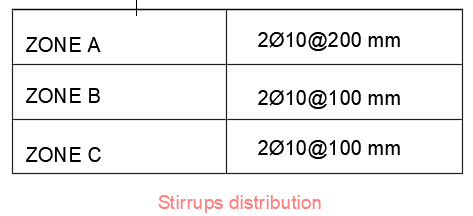 ZONE A 2Ø10@200 mm
ZONE B 2Ø10@100 mm
ZONE C 2Ø10@100 mm
Stirrups distribution